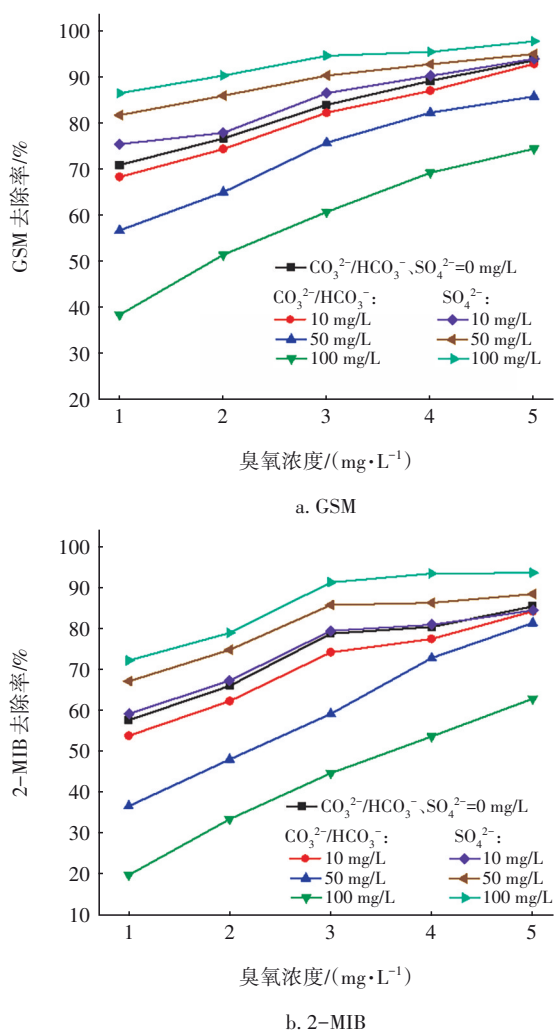 100
90
80
70
60
50
40
30
20
GSM 去除率/%
CO₃²⁻/HCO₃⁻、SO₄²⁻=0 mg/L
CO₃²⁻/HCO₃⁻: SO₄²⁻:
10 mg/L 10 mg/L
50 mg/L 50 mg/L
100 mg/L 100 mg/L
1 2 3 4 5
臭氧浓度/(mg·L⁻¹)
a. GSM
100
90
80
70
60
50
40
30
20
10
2-MIB 去除率/%
CO₃²⁻/HCO₃⁻、SO₄²⁻=0 mg/L
CO₃²⁻/HCO₃⁻: SO₄²⁻:
10 mg/L 10 mg/L
50 mg/L 50 mg/L
100 mg/L 100 mg/L
1 2 3 4 5
臭氧浓度/(mg·L⁻¹)
b. 2-MIB